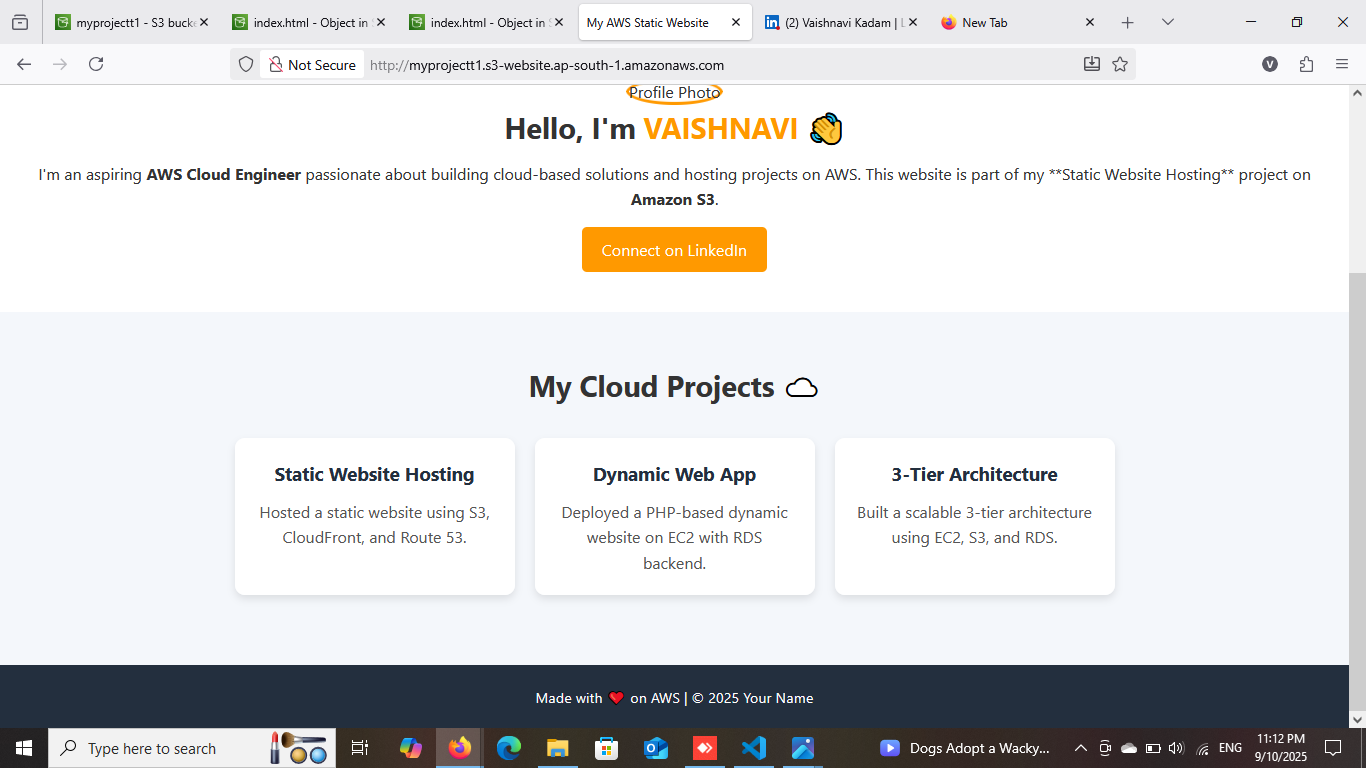 myprojectt1 - S3 bucke
index.html - Object in S
index.html - Object in S
My AWS Static Website
(2) Vaishnavi Kadam | L
New Tab
Not Secure
http://myprojectt1.s3-website.ap-south-1.amazonaws.com
V
Profile Photo
Hello, I'm VAISHNAVI 👋
I'm an aspiring AWS Cloud Engineer passionate about building cloud-based solutions and hosting projects on AWS. This website is part of my **Static Website Hosting** project on
Amazon S3.
Connect on LinkedIn
My Cloud Projects ☁
Static Website Hosting
Hosted a static website using S3,
CloudFront, and Route 53.
Dynamic Web App
Deployed a PHP-based dynamic
website on EC2 with RDS
backend.
3-Tier Architecture
Built a scalable 3-tier architecture
using EC2, S3, and RDS.
Made with ❤ on AWS | © 2025 Your Name
Type here to search
Dogs Adopt a Wacky...
ENG
11:12 PM
9/10/2025